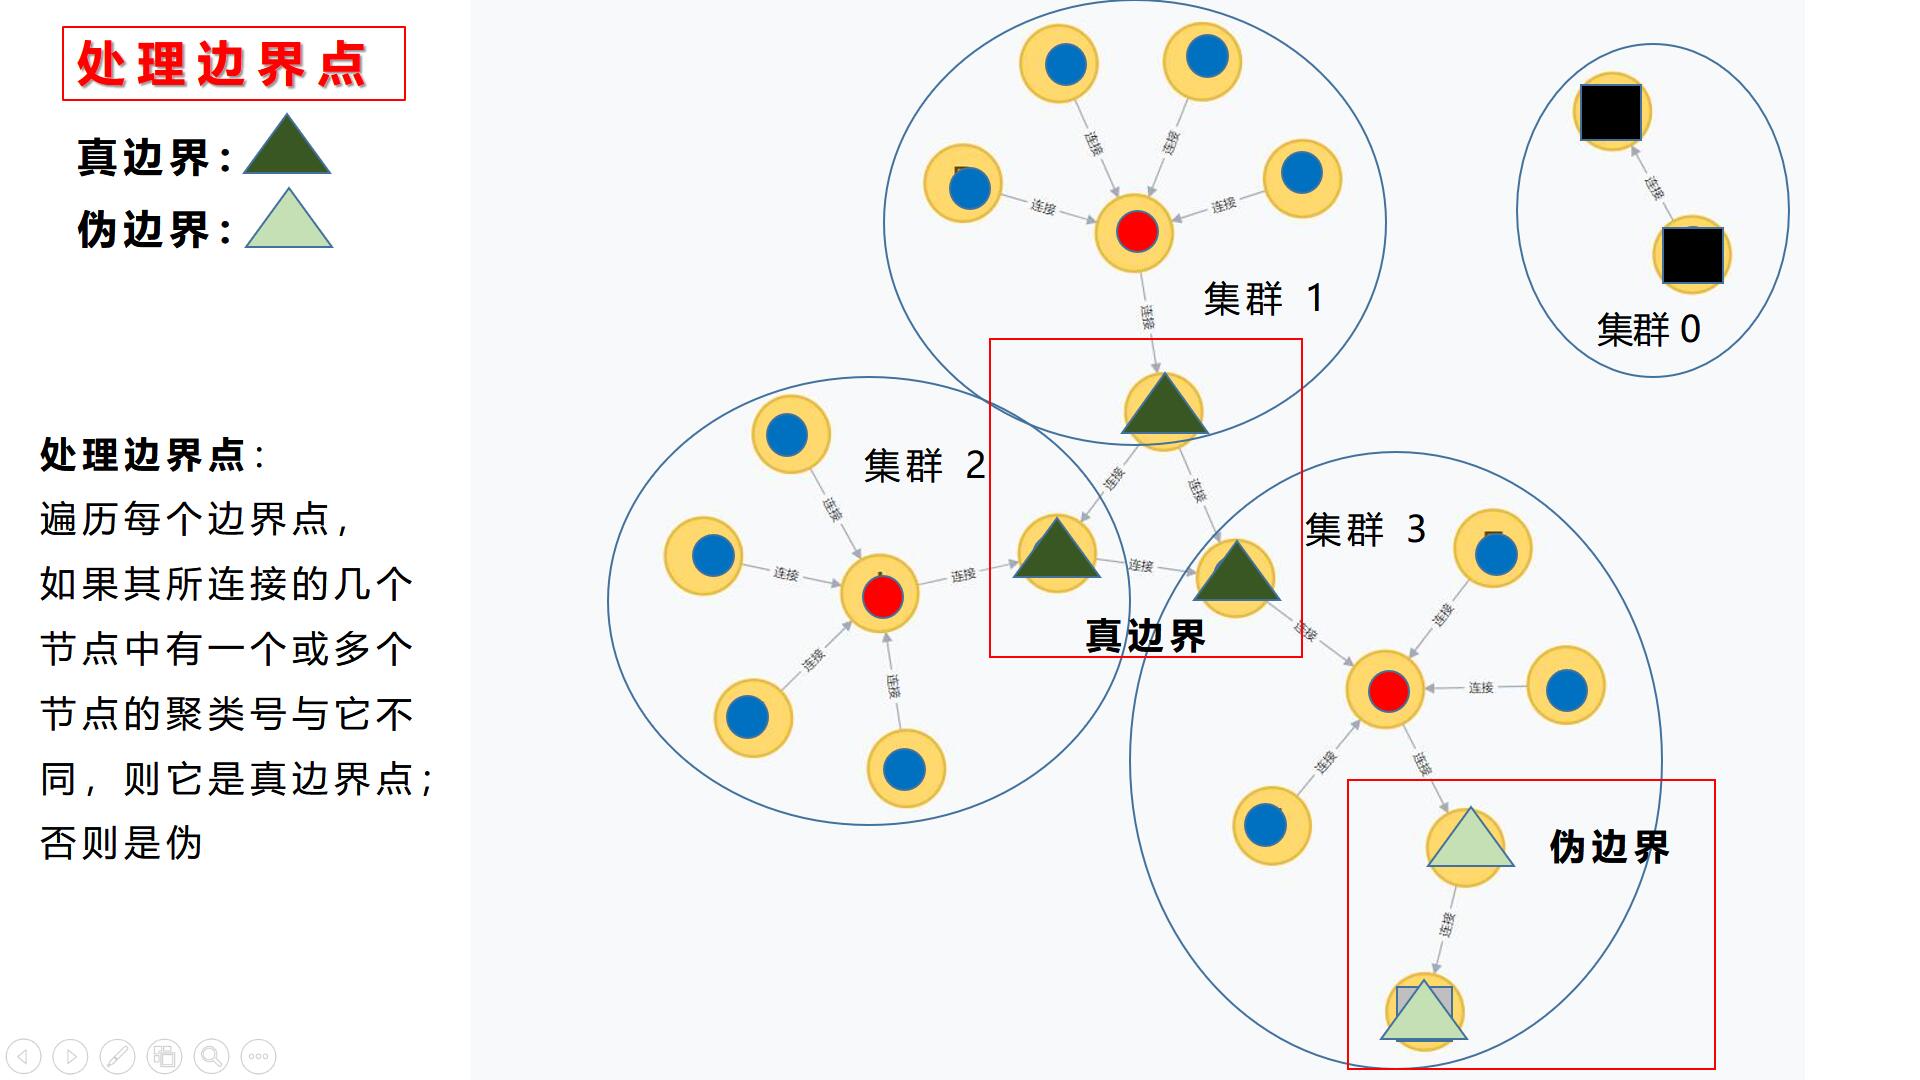 处理边界点
真边界：
伪边界：
处理边界点：
遍历每个边界点，
如果其所连接的几个
节点中有一个或多个
节点的聚类号与它不
同，则它是真边界点；
否则是伪
连接
连接
连接
连接
连接
集群 1
连接
集群 0
集群 2
连接
连接
连接
连接
连接
连接
连接
连接
真边界
集群 3
连接
连接
连接
连接
连接
伪边界
连接